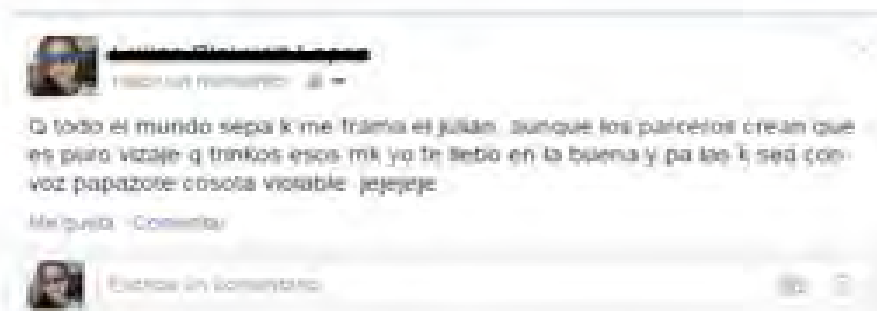 Q todo el mundo sepa k me trama el julian aunque los parceros crean que
es puro vizaje q trinkos esos mk yo te llebo en la buena y pa las k sea con
voz papazote cosota violable jejejeje
Me gusta · Comentar
Escribe un comentario